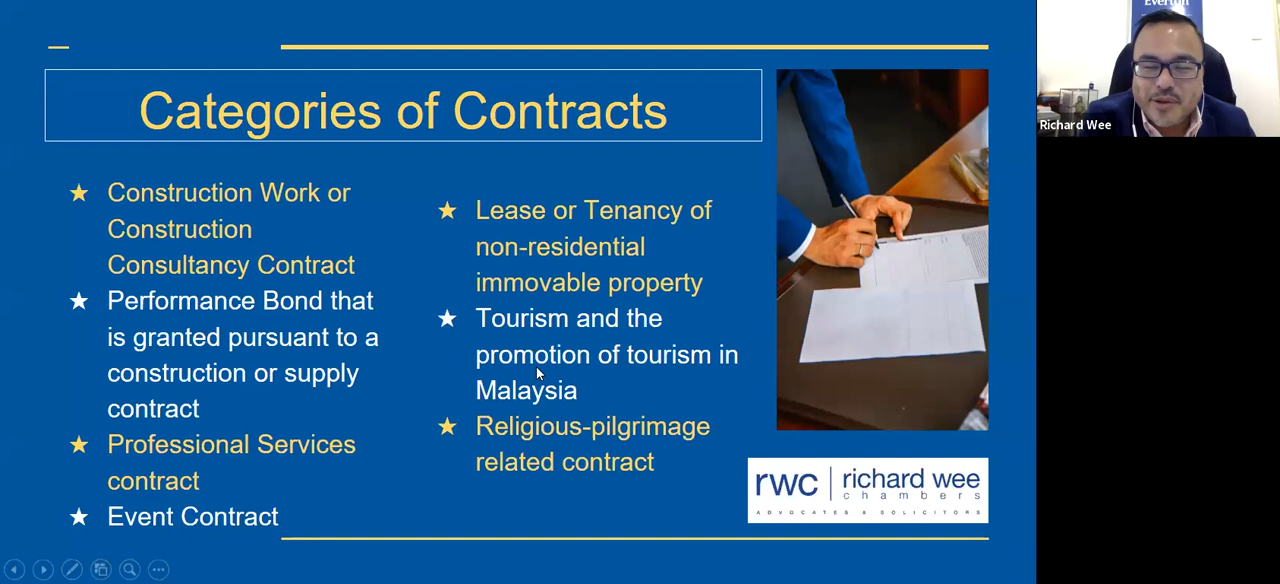 Categories of Contracts
Construction Work or
Construction
Consultancy Contract
Performance Bond that
is granted pursuant to a
construction or supply
contract
Professional Services
contract
Event Contract
Lease or Tenancy of
non-residential
immovable property
Tourism and the
promotion of tourism in
Malaysia
Religious-pilgrimage
related contract
rwc richard wee
chambers
ADVOCATES & SOLICITORS
Everton
Richard Wee